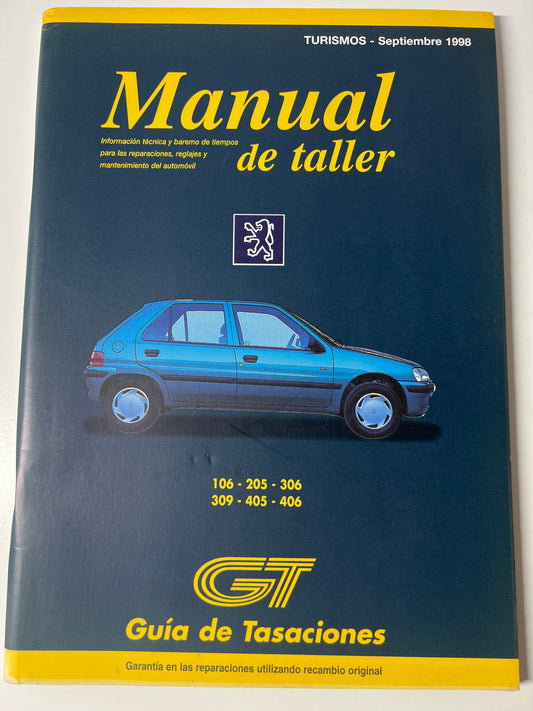 TURISMOS - Septiembre 1998
Manual
de taller
Información técnica y baremo de tiempos
para las reparaciones, reglajes y
mantenimiento del automóvil
106 - 205 - 306
309 - 405 - 406
GT
Guía de Tasaciones
Garantía en las reparaciones utilizando recambio original